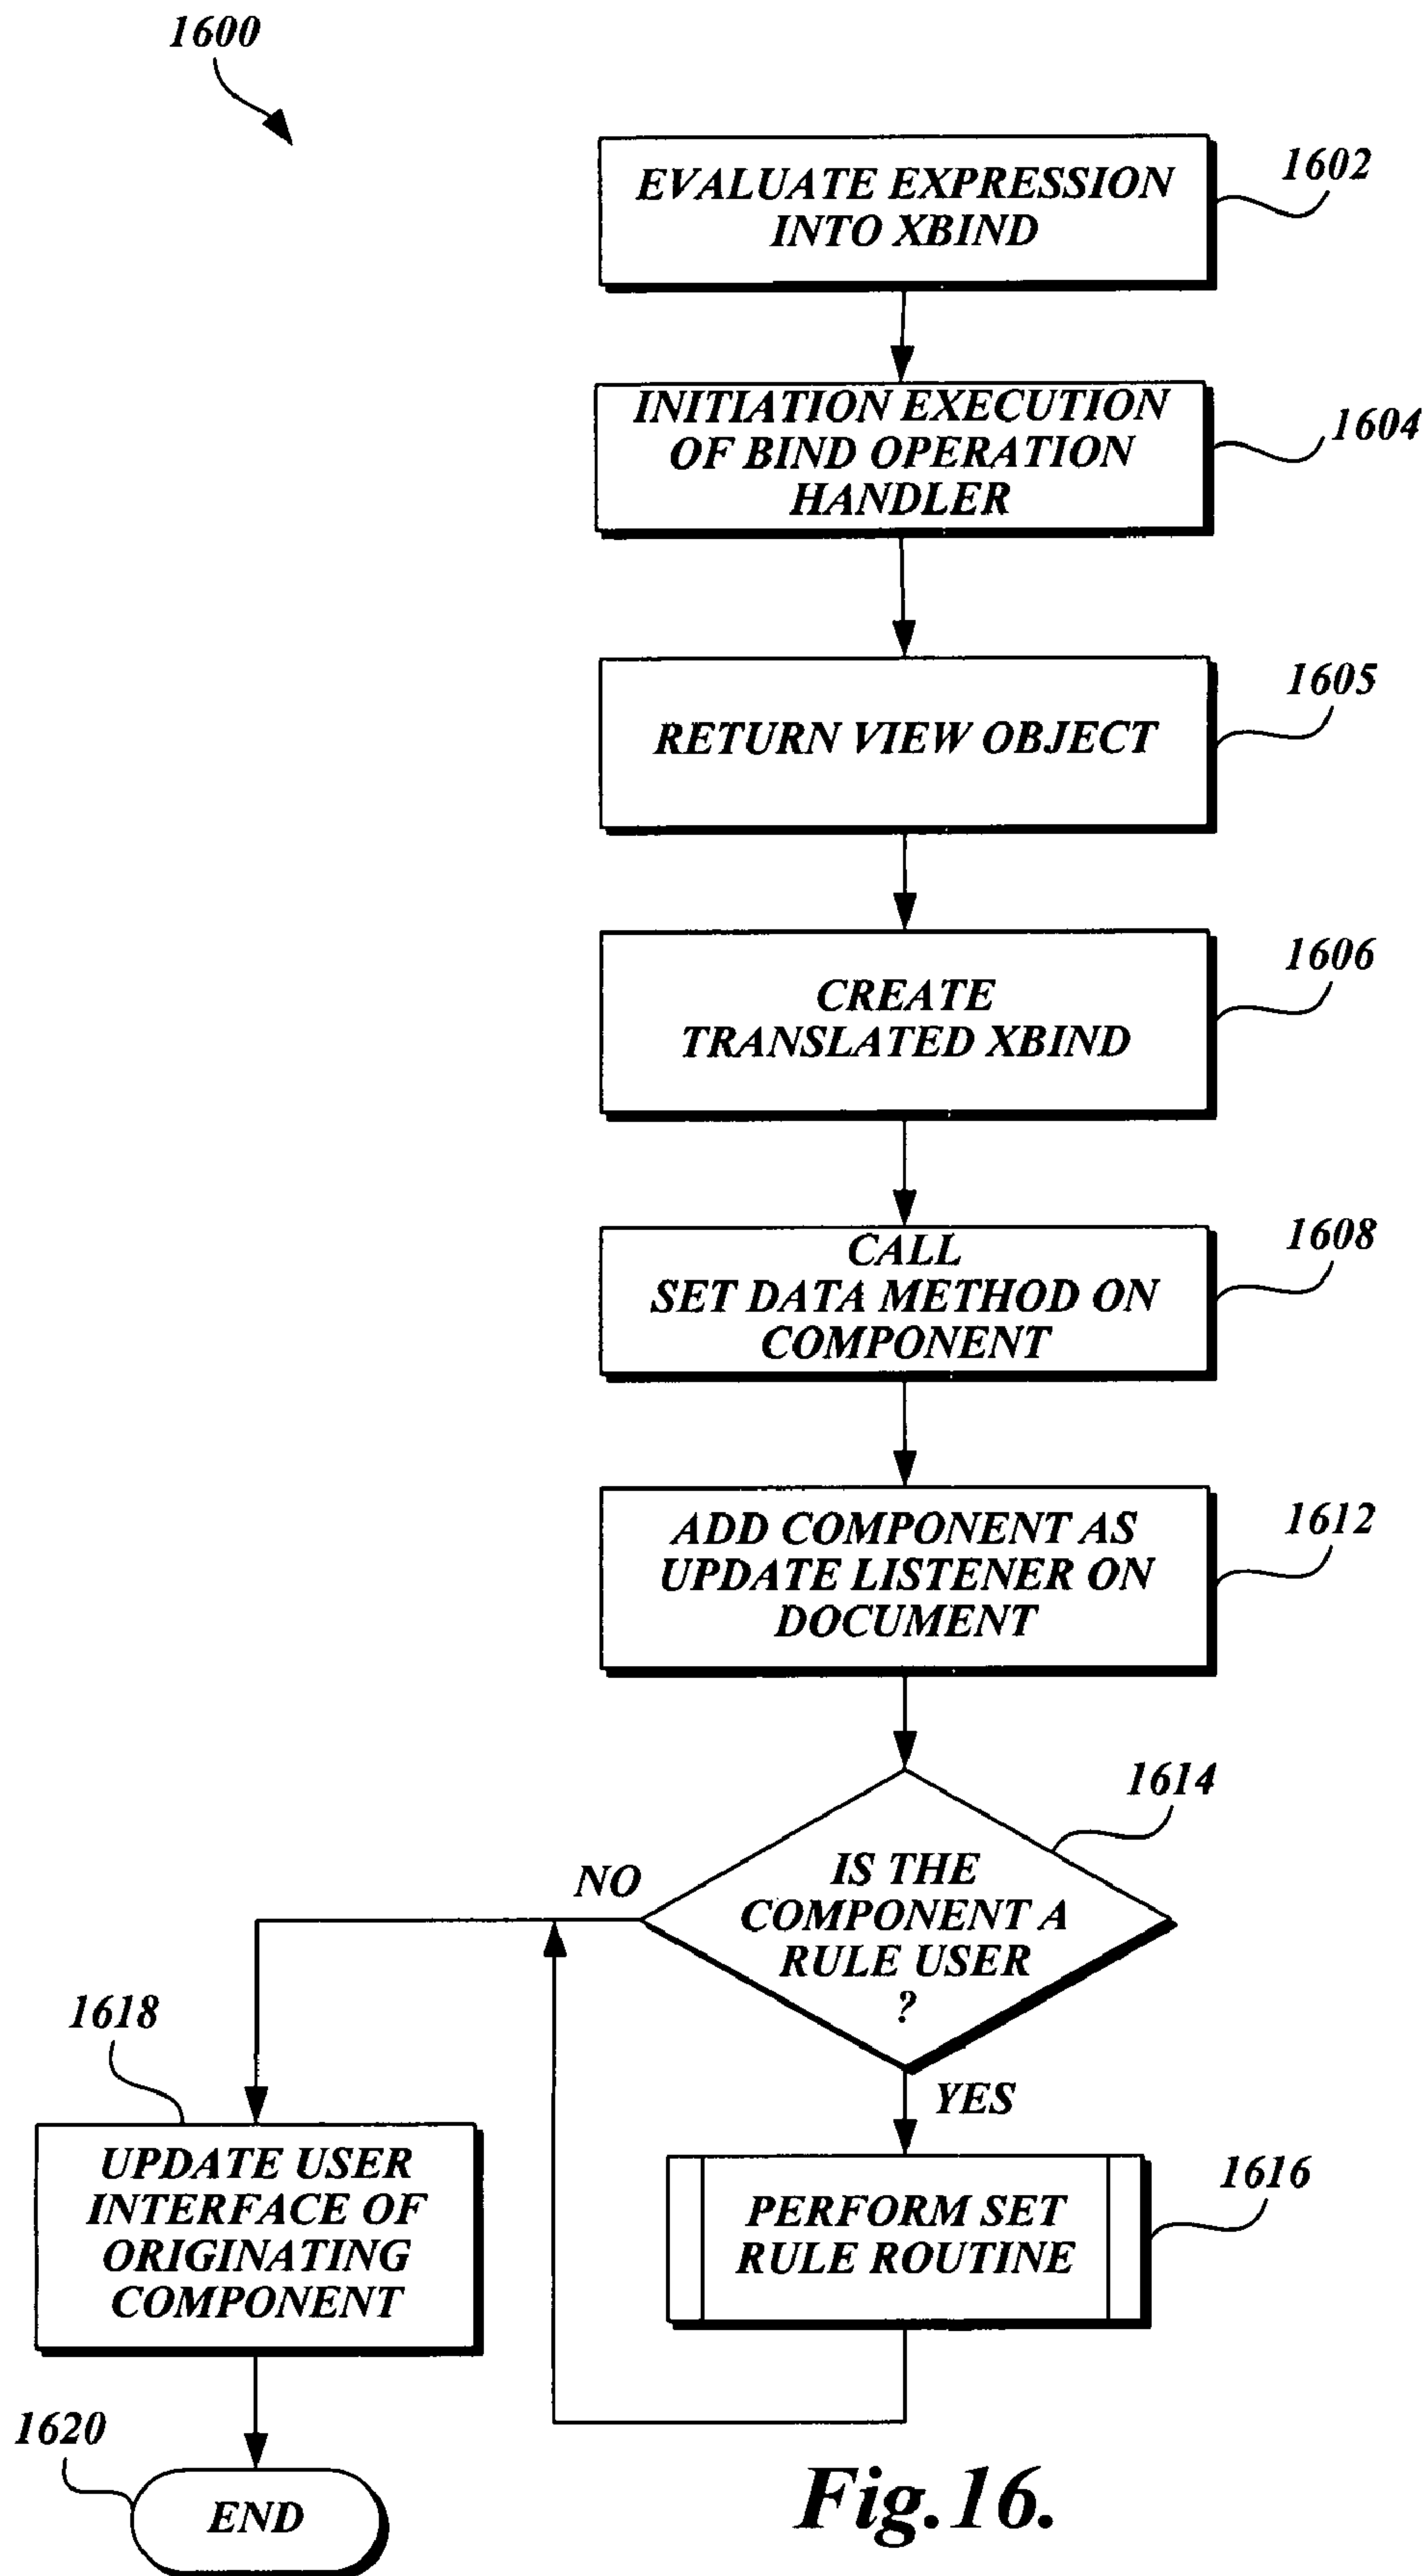 1600
EVALUATE EXPRESSION
INTO XBIND
1602
INITIATION EXECUTION
OF BIND OPERATION
HANDLER
1604
RETURN VIEW OBJECT
1605
CREATE
TRANSLATED XBIND
1606
CALL
SET DATA METHOD ON
COMPONENT
1608
ADD COMPONENT AS
UPDATE LISTENER ON
DOCUMENT
1612
IS THE
COMPONENT A
RULE USER
?
1614
NO
YES
PERFORM SET
RULE ROUTINE
1616
1618
UPDATE USER
INTERFACE OF
ORIGINATING
COMPONENT
1620
END
Fig.16.